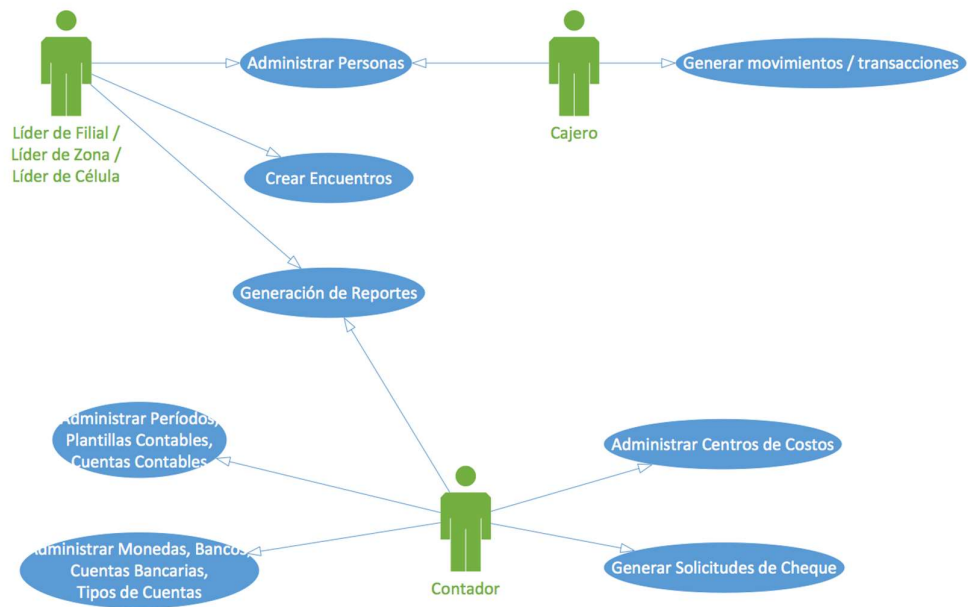 Administrar Personas
Generar movimientos / transacciones
Líder de Filial /
Líder de Zona /
Líder de Célula
Cajero
Crear Encuentros
Generación de Reportes
Administrar Períodos,
Plantillas Contables,
Cuentas Contables
Administrar Centros de Costos
Administrar Monedas, Bancos
Cuentas Bancarias,
Tipos de Cuentas
Contador
Generar Solicitudes de Cheque